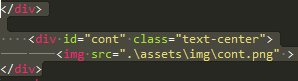 </div>
<div id="cont" class="text-center">
<img src=".\assets\img\cont.png" >
</div>